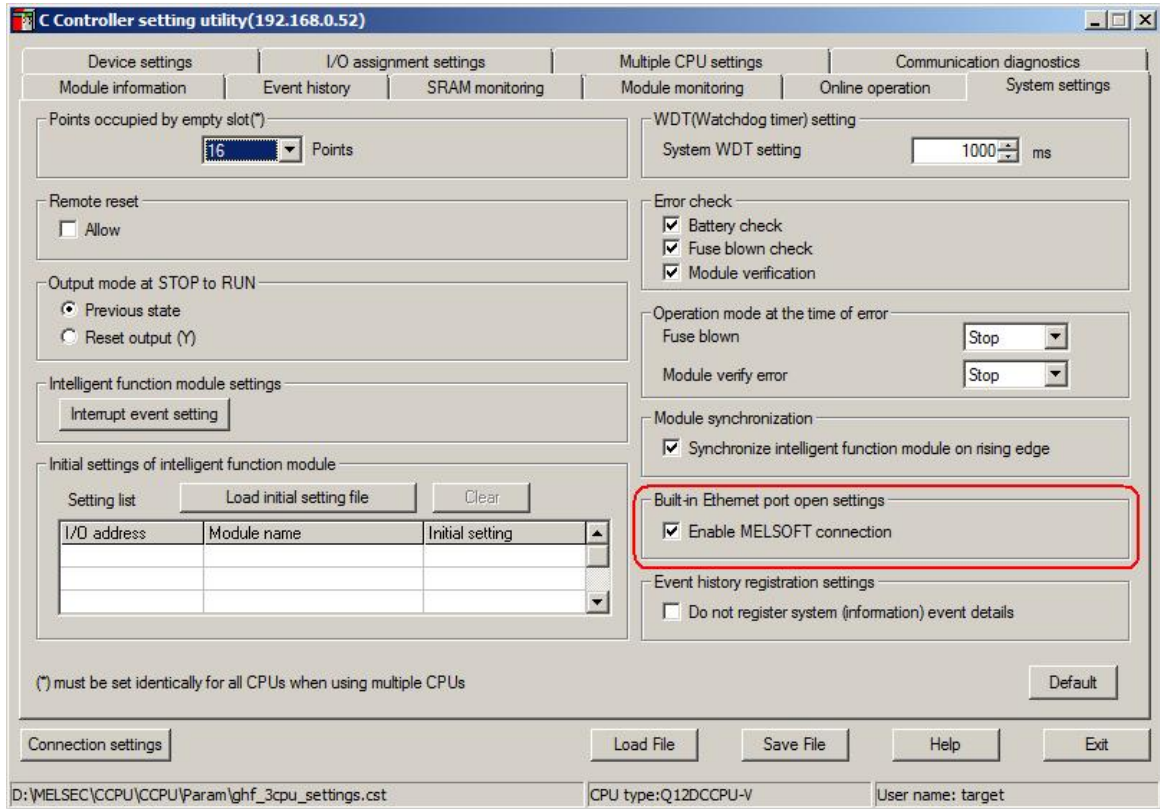 C Controller setting utility(192.168.0.52)
Device settings
I/O assignment settings
Multiple CPU settings
Communication diagnostics
Module information
Event history
SRAM monitoring
Module monitoring
Online operation
System settings
Points occupied by empty slot(*)
16 Points
Remote reset
Allow
Output mode at STOP to RUN
Previous state
Reset output (Y)
Intelligent function module settings
Interrupt event setting
Initial settings of intelligent function module
Setting list Load initial setting file Clear
I/O address Module name Initial setting
WDT(Watchdog timer) setting
System WDT setting 1000 ms
Error check
Battery check
Fuse blown check
Module verification
Operation mode at the time of error
Fuse blown Stop
Module verify error Stop
Module synchronization
Synchronize intelligent function module on rising edge
Built-in Ethernet port open settings
Enable MELSOFT connection
Event history registration settings
Do not register system (information) event details
(*) must be set identically for all CPUs when using multiple CPUs
Default
Connection settings
Load File
Save File
Help
Exit
D:\MELSEC\CCPU\CCPU\Param\ghf_3cpu_settings.cst
CPU type:Q12DCCPU-V
User name: target